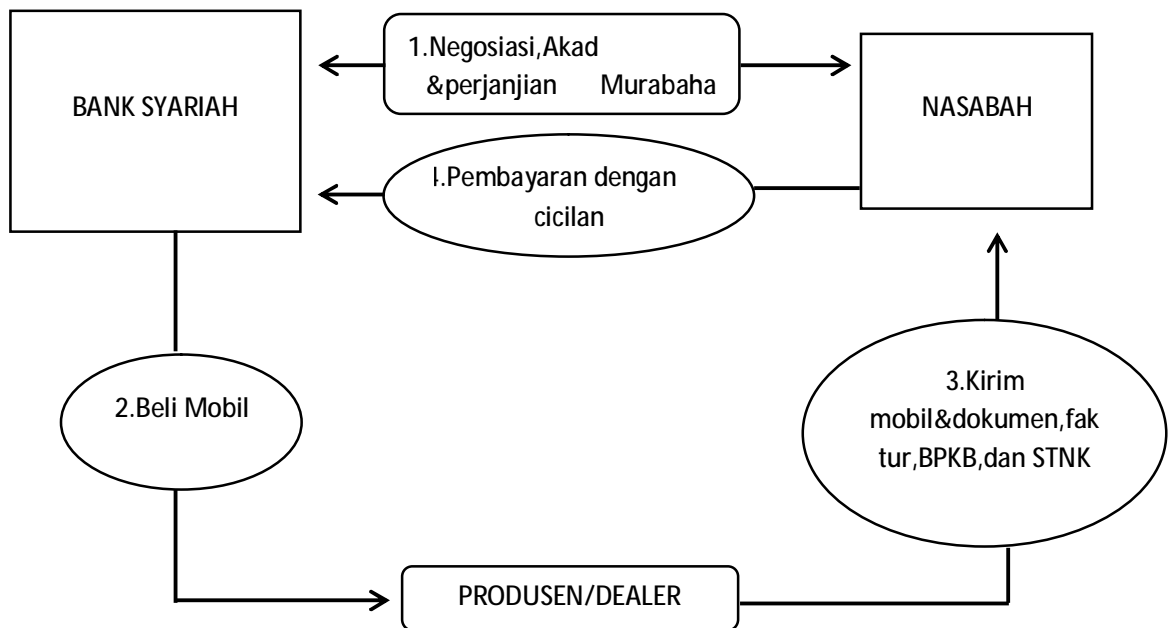 1.Negosiasi,Akad
&perjanjian Murabaha
BANK SYARIAH
NASABAH
.Pembayaran dengan
cicilan
2.Beli Mobil
3.Kirim
mobil&dokumen,fak
tur,BPKB,dan STNK
PRODUSEN/DEALER